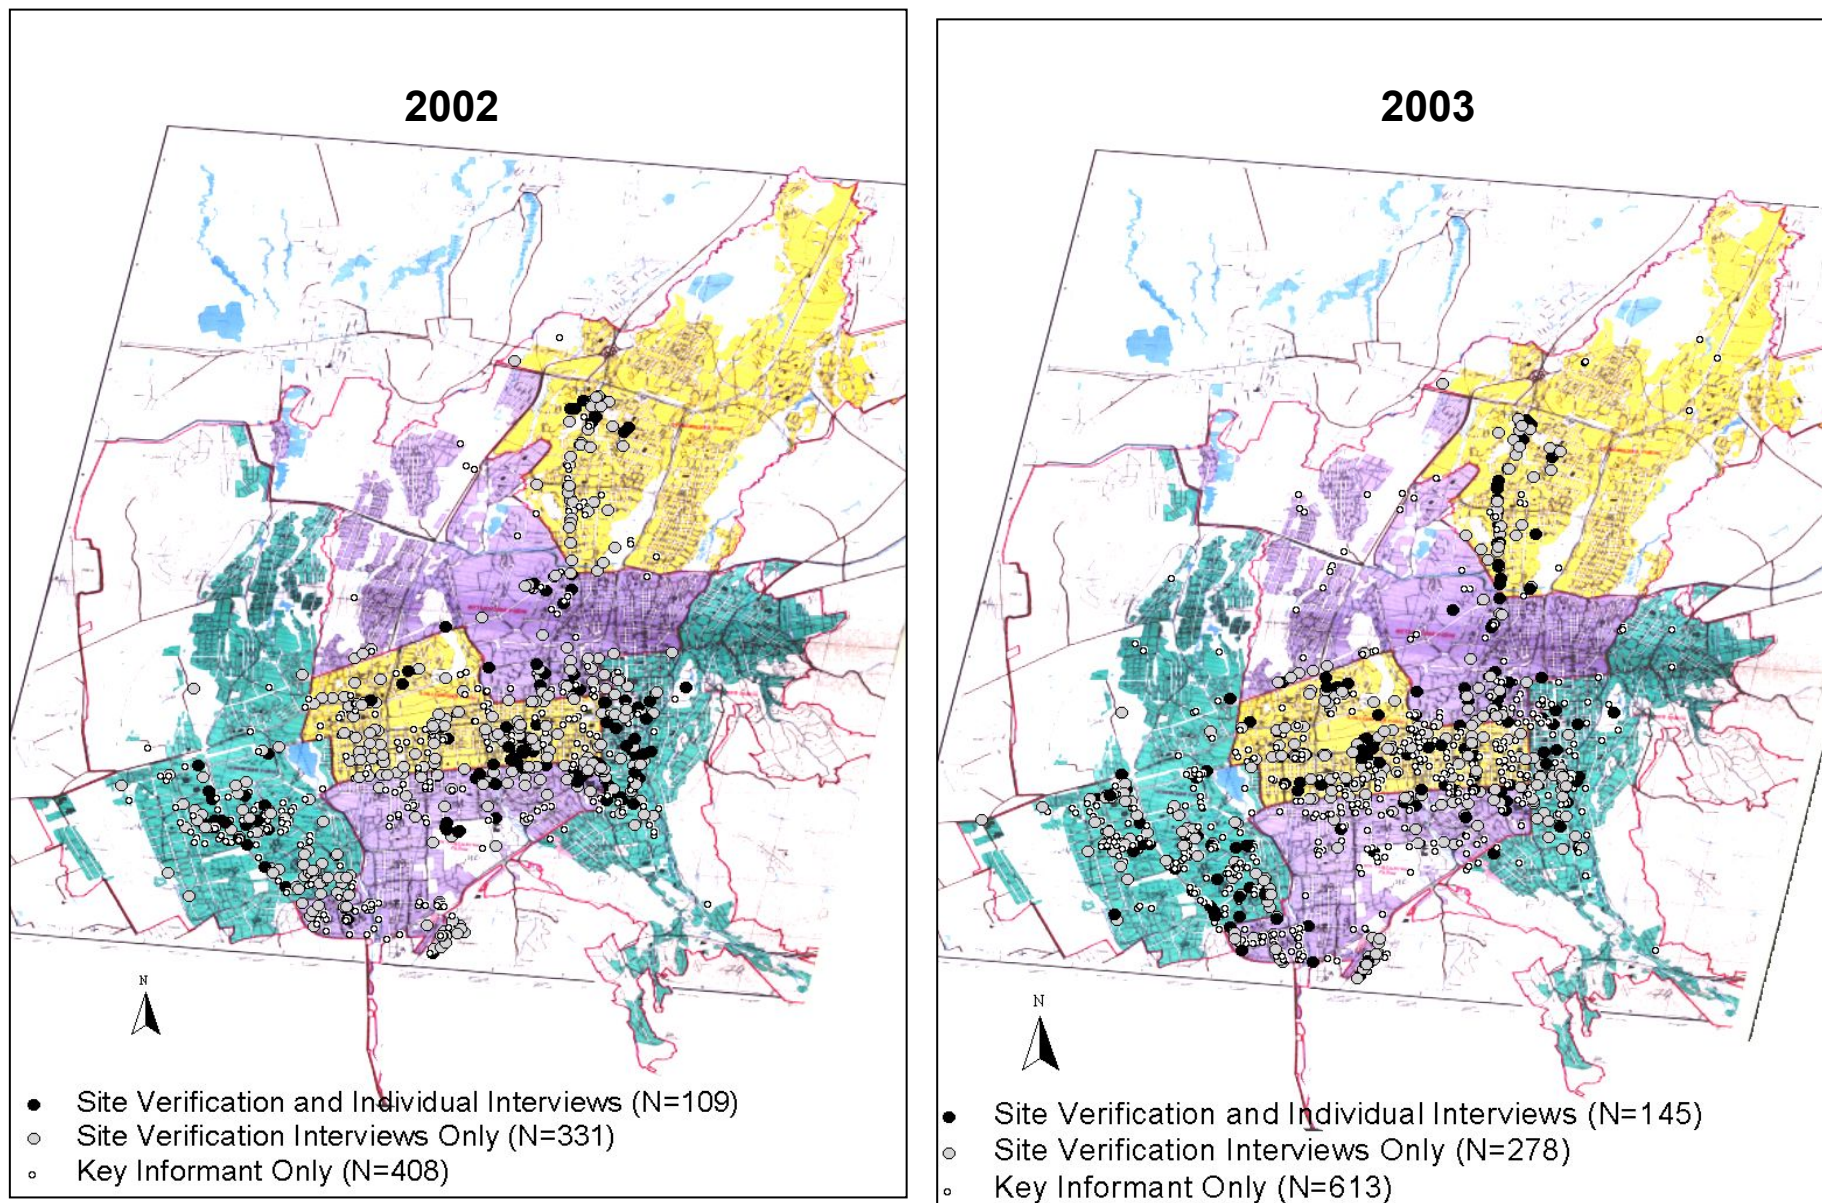 2002
2003
N
Site Verification and Individual Interviews (N=109)
Site Verification Interviews Only (N=331)
Key Informant Only (N=408)
N
Site Verification and Individual Interviews (N=145)
Site Verification Interviews Only (N=278)
Key Informant Only (N=613)